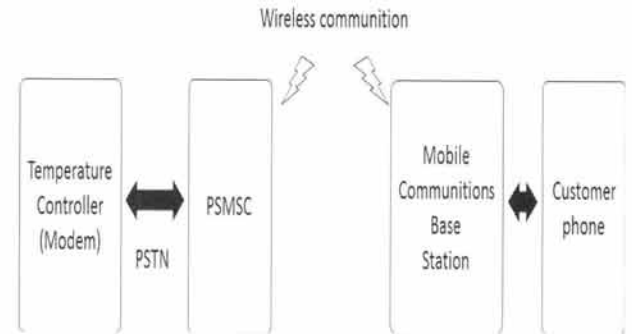 Wireless communition
Temperature
Controller
(Modem)
PSTN
PSMSC
Mobile
Communitions
Base
Station
Customer
phone